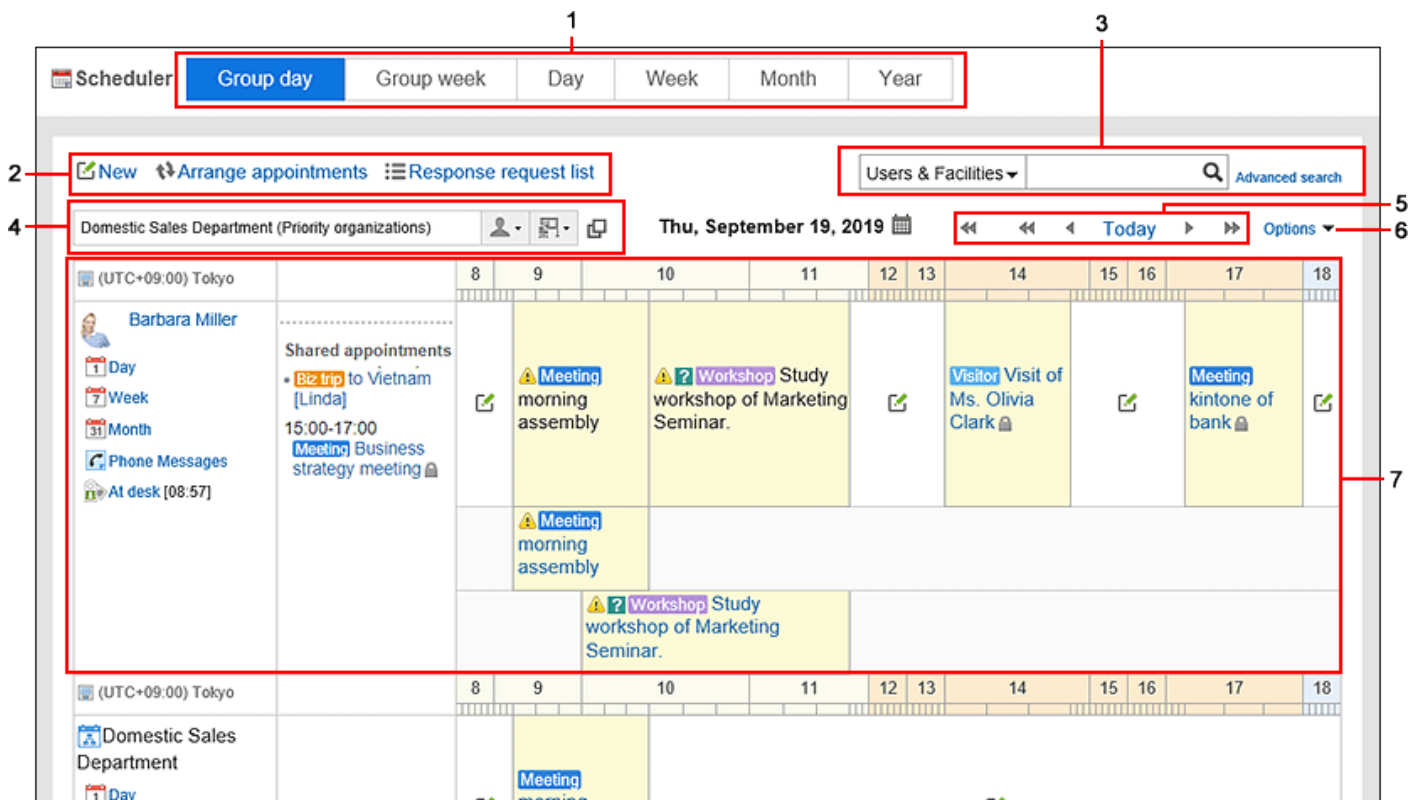 1
3
Scheduler Group day Group week Day Week Month Year
2
New Arrange appointments Response request list
Users & Facilities Advanced search
4
Domestic Sales Department (Priority organizations)
Thu, September 19, 2019
Today
Options
5
6
(UTC+09:00) Tokyo
8 9 10 11 12 13 14 15 16 17 18
Barbara Miller
1 Day
7 Week
31 Month
Phone Messages
At desk [08:57]
Shared appointments
• Biz trip to Vietnam
[Linda]
15:00-17:00
Meeting Business
strategy meeting
Meeting
morning
assembly
? Workshop Study
workshop of Marketing
Seminar.
Visitor Visit of
Ms. Olivia
Clark
Meeting
kintone of
bank
7
Meeting
morning
assembly
? Workshop Study
workshop of Marketing
Seminar.
(UTC+09:00) Tokyo
8 9 10 11 12 13 14 15 16 17 18
Domestic Sales
Department
1 Day
Meeting
morning